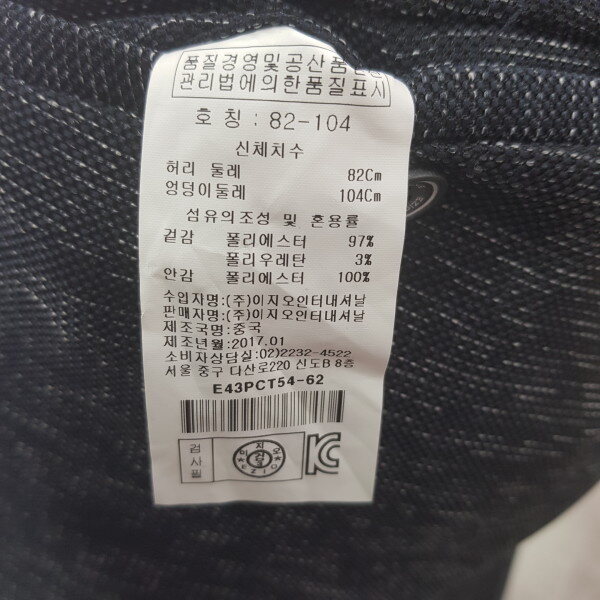 품질경영및공산품안전
관리법에의한품질표시
호 칭 : 82-104
신체치수
허리 둘레 82Cm
엉덩이둘레 104Cm
섬유의조성 및 혼용률
겉감 폴리에스터 97%
폴리우레탄 3%
안감 폴리에스터 100%
수입자명:(주)이지오인터내셔날
판매자명:(주)이지오인터내셔날
제조국명:중국
제조년월:2017.01
소비자상담실:02)2232-4522
서울 중구 다산로220 신도B 8층
E43PCT54-62
검사필
이지오
검
EZIO
KC